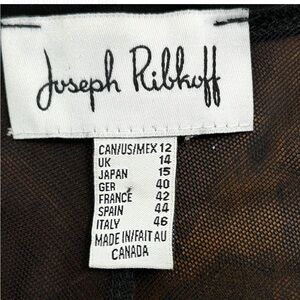 Joseph Ribkoff
CAN/US/MEX 12
UK 14
JAPAN 15
GER 40
FRANCE 42
SPAIN 44
ITALY 46
MADE IN/FAIT AU
CANADA